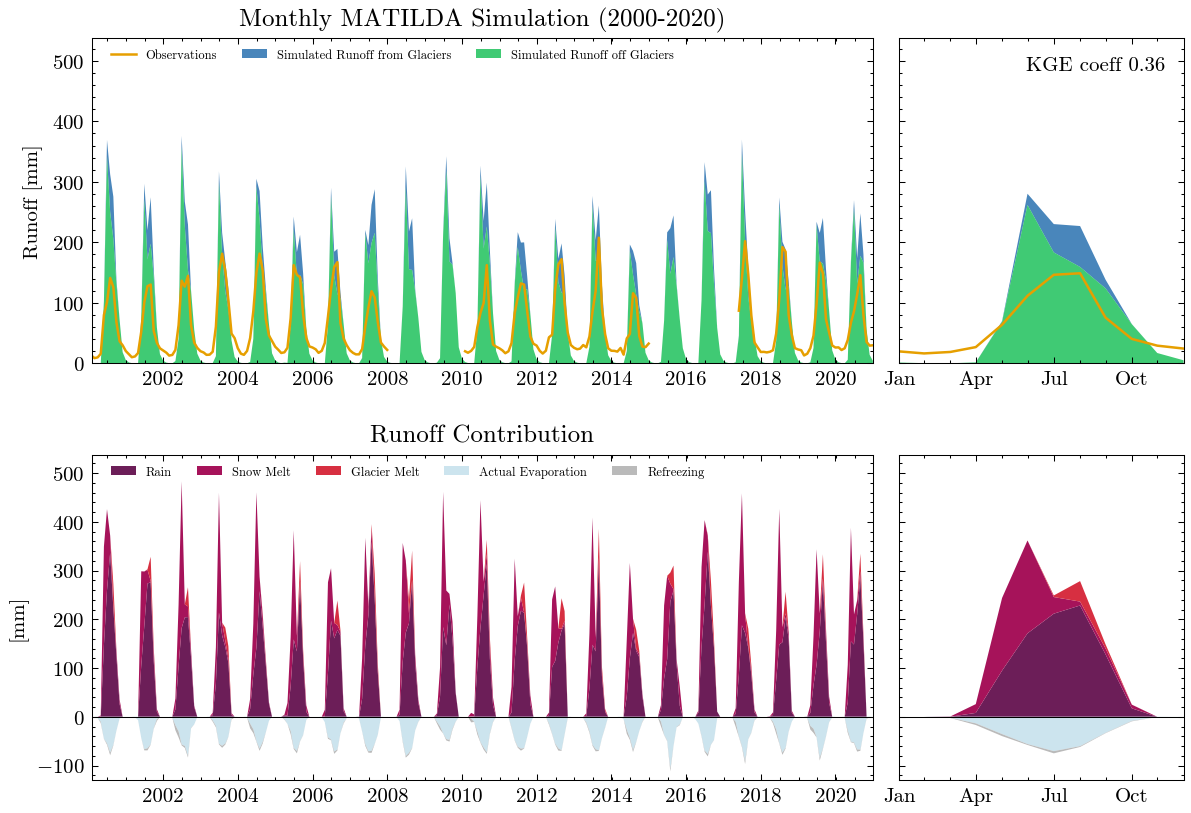 Monthly MATILDA Simulation (2000-2020)
Observations Simulated Runoff from Glaciers Simulated Runoff off Glaciers
KGE coeff 0.36
Runoff [mm]
500
400
300
200
100
0
2002 2004 2006 2008 2010 2012 2014 2016 2018 2020
Jan Apr Jul Oct
Runoff Contribution
Rain Snow Melt Glacier Melt Actual Evaporation Refreezing
[mm]
500
400
300
200
100
0
−100
2002 2004 2006 2008 2010 2012 2014 2016 2018 2020
Jan Apr Jul Oct